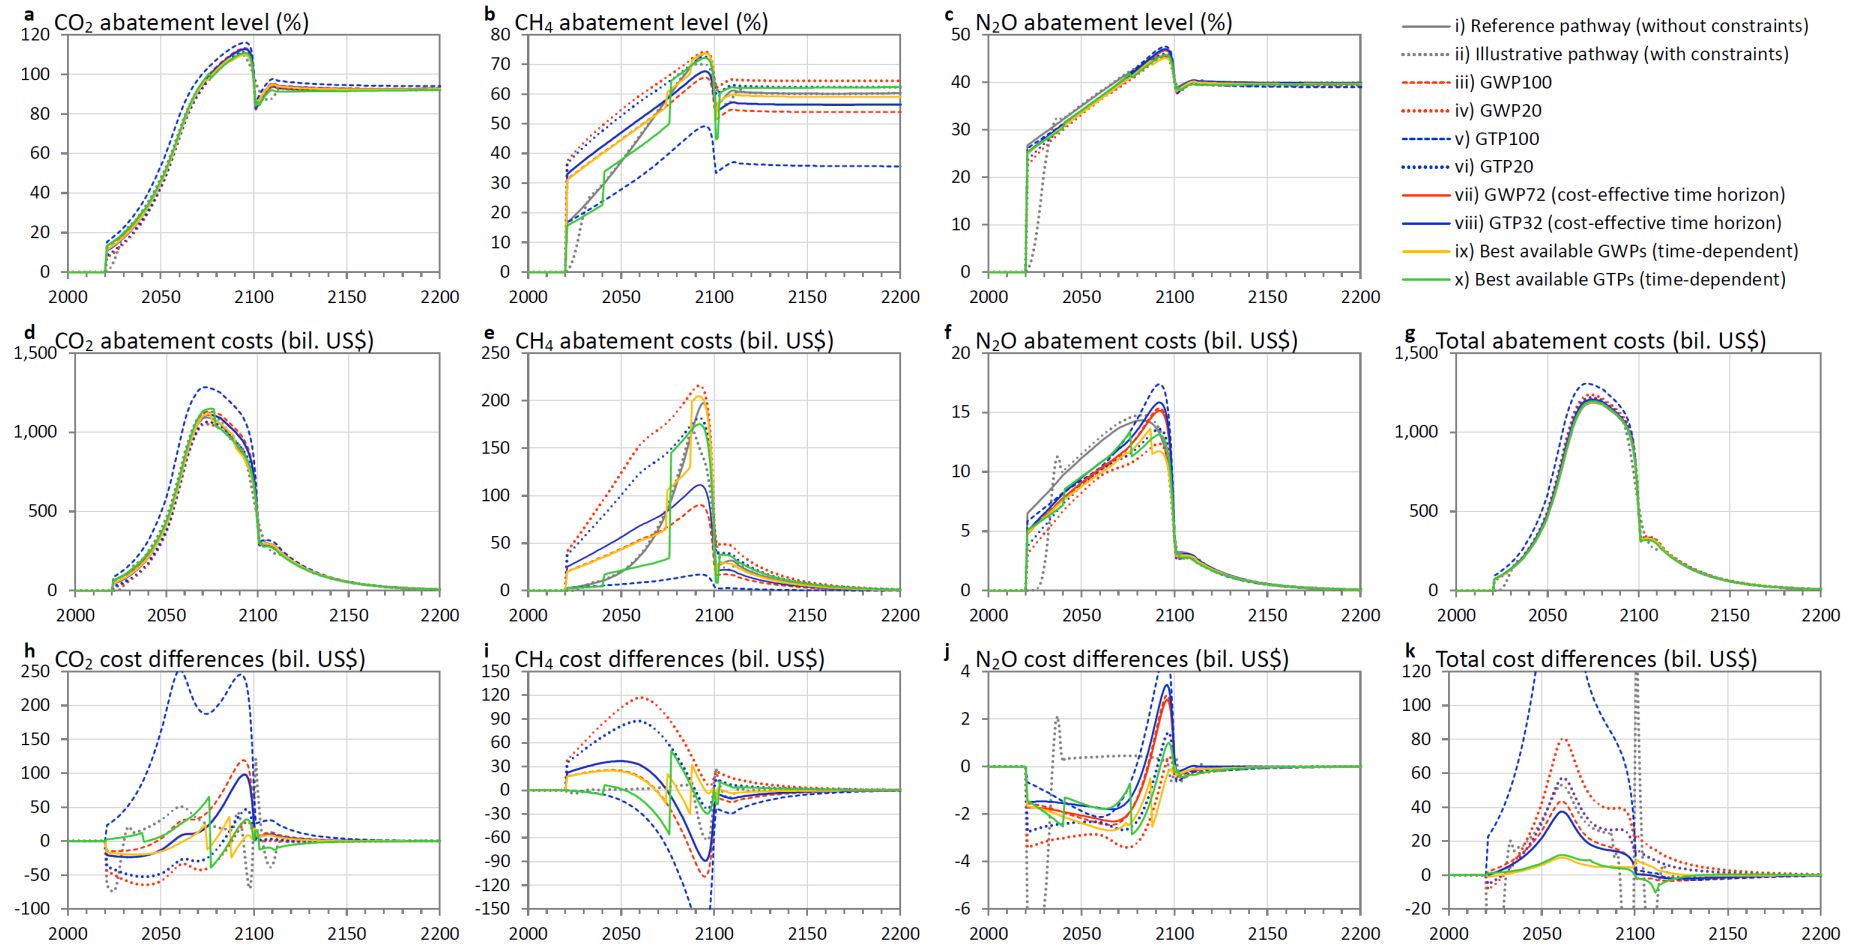 a CO₂ abatement level (%)
120
100
80
60
40
20
0
2000 2050 2100 2150 2200
b CH₄ abatement level (%)
80
70
60
50
40
30
20
10
0
2000 2050 2100 2150 2200
c N₂O abatement level (%)
50
40
30
20
10
0
2000 2050 2100 2150 2200
i) Reference pathway (without constraints)
ii) Illustrative pathway (with constraints)
iii) GWP100
iv) GWP20
v) GTP100
vi) GTP20
vii) GWP72 (cost-effective time horizon)
viii) GTP32 (cost-effective time horizon)
ix) Best available GWPs (time-dependent)
x) Best available GTPs (time-dependent)
d CO₂ abatement costs (bil. US$)
1,500
1,000
500
0
2000 2050 2100 2150 2200
e CH₄ abatement costs (bil. US$)
250
200
150
100
50
0
2000 2050 2100 2150 2200
f N₂O abatement costs (bil. US$)
20
15
10
5
0
2000 2050 2100 2150 2200
g Total abatement costs (bil. US$)
1,500
1,000
500
0
2000 2050 2100 2150 2200
h CO₂ cost differences (bil. US$)
250
200
150
100
50
0
-50
-100
2000 2050 2100 2150 2200
i CH₄ cost differences (bil. US$)
150
120
90
60
30
0
-30
-60
-90
-120
-150
2000 2050 2100 2150 2200
j N₂O cost differences (bil. US$)
4
2
0
-2
-4
-6
2000 2050 2100 2150 2200
k Total cost differences (bil. US$)
120
100
80
60
40
20
0
-20
2000 2050 2100 2150 2200